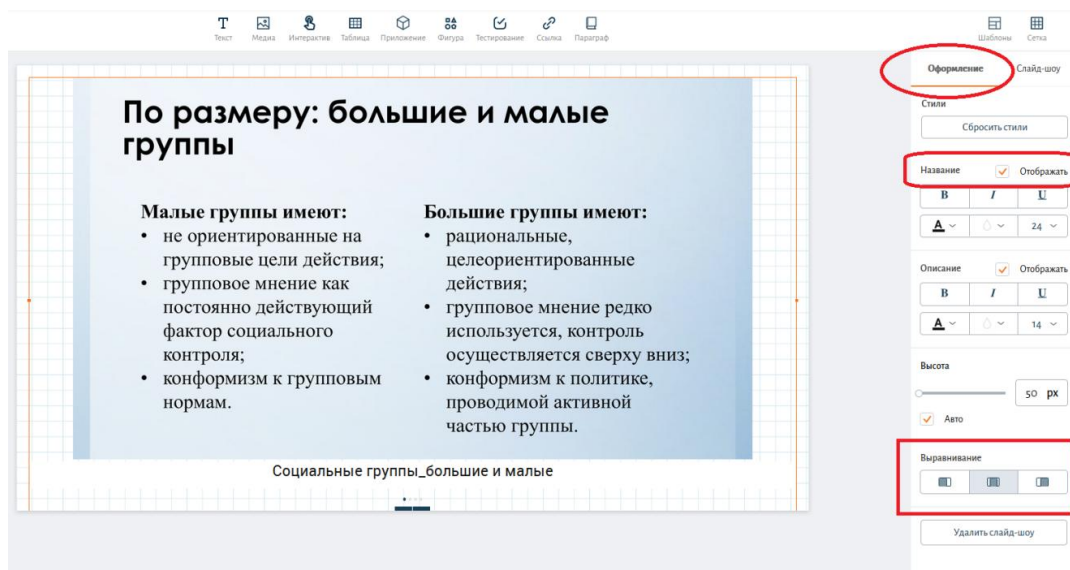 Текст Медиа Интерактив Таблица Приложение Фигура Тестирование Ссылка Параграф Шаблоны Сетка
Оформление Слайд-шоу
Стили
Сбросить стили
Название Отображать
B I U
A 24
Описание Отображать
B I U
A 14
Высота
50 px
Авто
Выравнивание
Удалить слайд-шоу
По размеру: большие и малые
группы
Малые группы имеют:
• не ориентированные на
групповые цели действия;
• групповое мнение как
постоянно действующий
фактор социального
контроля;
• конформизм к групповым
нормам.
Большие группы имеют:
• рациональные,
целеориентированные
действия;
• групповое мнение редко
используется, контроль
осуществляется сверху вниз;
• конформизм к политике,
проводимой активной
частью группы.
Социальные группы_большие и малые